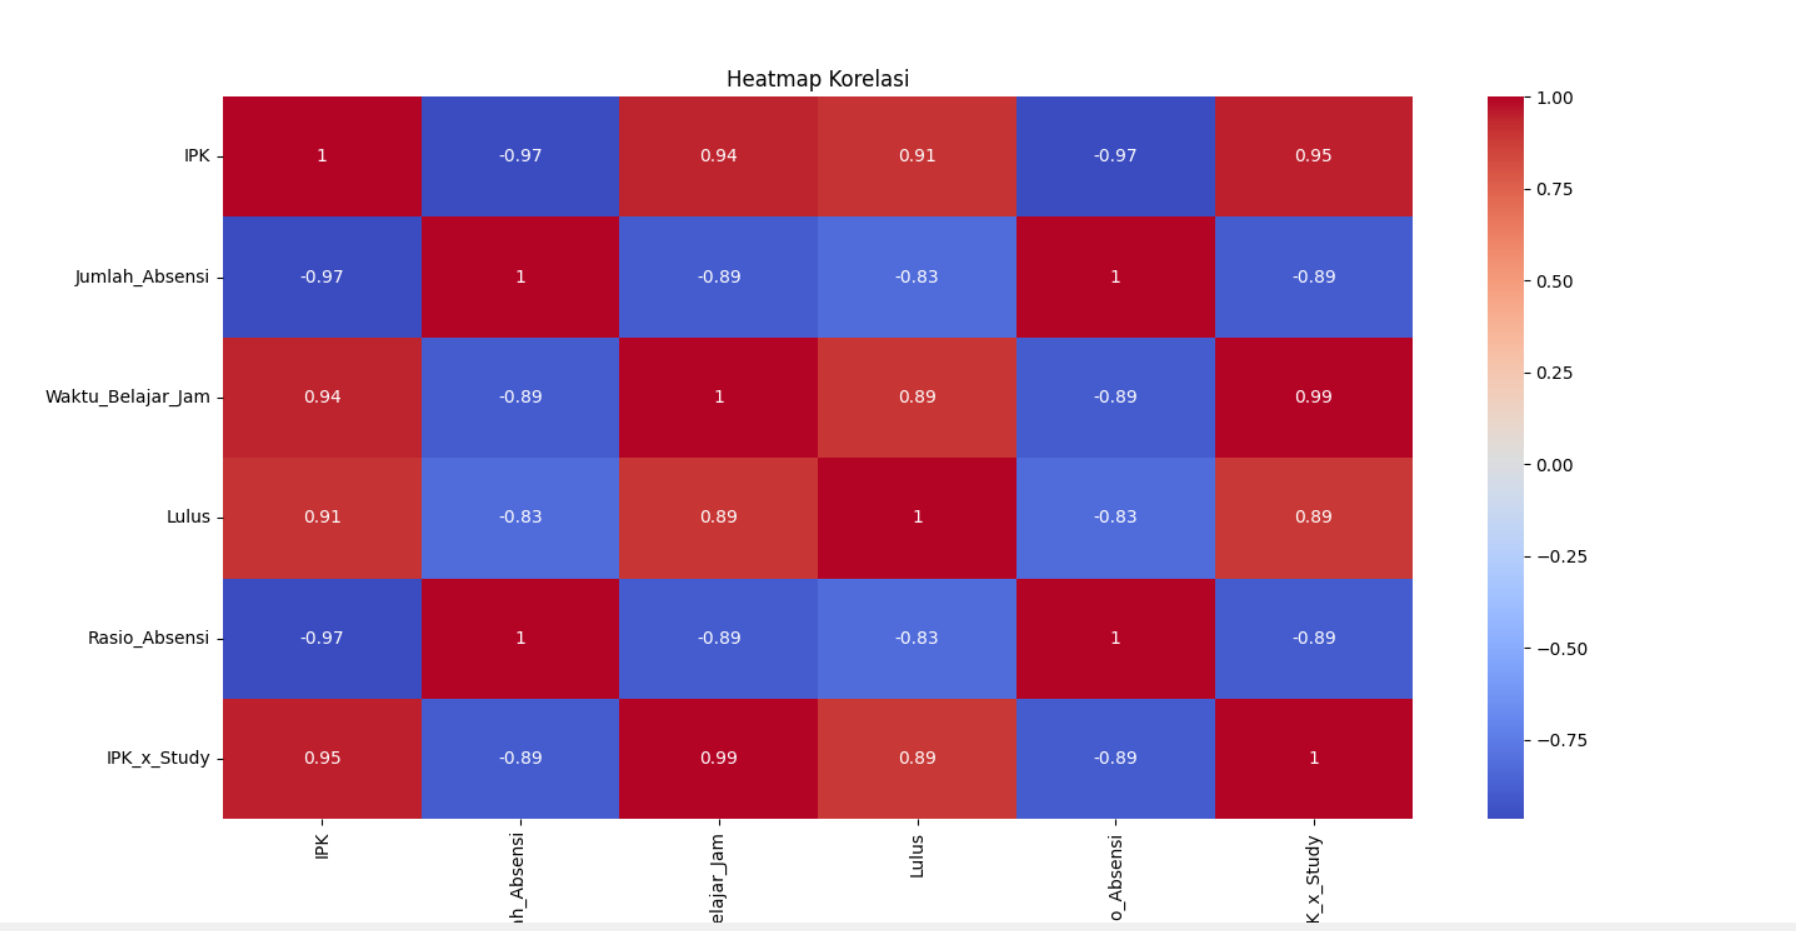 Heatmap Korelasi
IPK 1 -0.97 0.94 0.91 -0.97 0.95
Jumlah_Absensi -0.97 1 -0.89 -0.83 1 -0.89
Waktu_Belajar_Jam 0.94 -0.89 1 0.89 -0.89 0.99
Lulus 0.91 -0.83 0.89 1 -0.83 0.89
Rasio_Absensi -0.97 1 -0.89 -0.83 1 -0.89
IPK_x_Study 0.95 -0.89 0.99 0.89 -0.89 1
IPK
h_Absensi
elajar_Jam
Lulus
o_Absensi
K_x_Study
1.00
0.75
0.50
0.25
0.00
−0.25
−0.50
−0.75